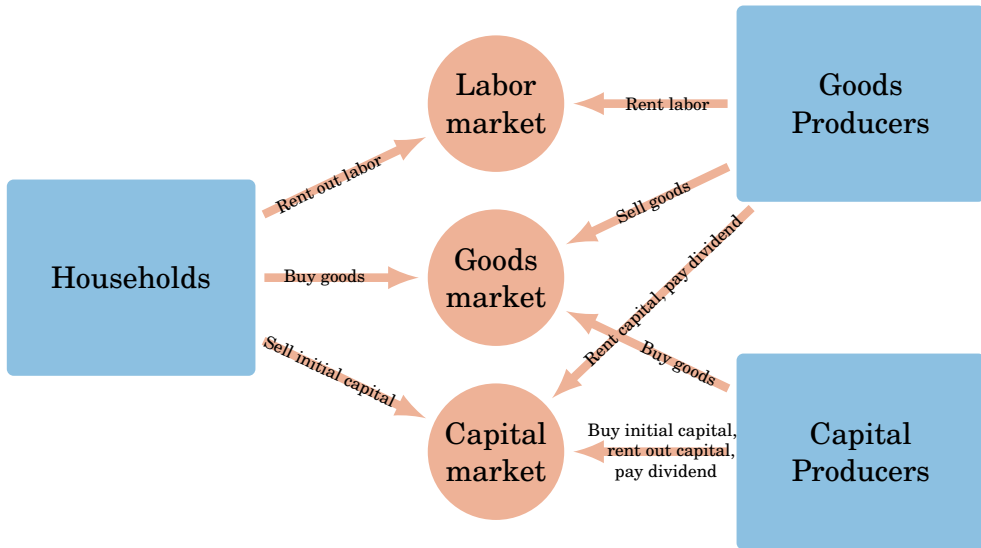 Labor
market
Rent labor
Goods
Producers
Rent out labor
Sell goods
Households
Buy goods
Goods
market
Rent capital, pay dividend
Sell initial capital
Buy goods
Capital
market
Buy initial capital,
rent out capital,
pay dividend
Capital
Producers